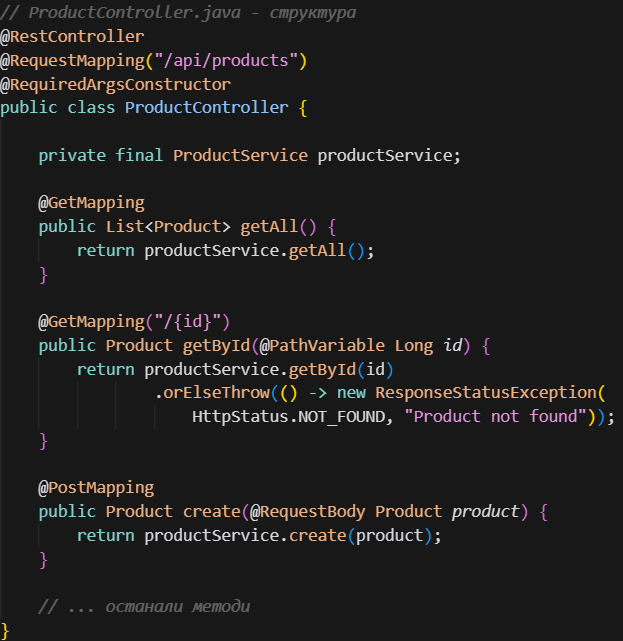 // ProductController.java - структура
@RestController
@RequestMapping("/api/products")
@RequiredArgsConstructor
public class ProductController {
    private final ProductService productService;
    @GetMapping
    public List<Product> getAll() {
        return productService.getAll();
    }
    @GetMapping("/{id}")
    public Product getById(@PathVariable Long id) {
        return productService.getById(id)
                .orElseThrow(() -> new ResponseStatusException(
                    HttpStatus.NOT_FOUND, "Product not found"));
    }
    @PostMapping
    public Product create(@RequestBody Product product) {
        return productService.create(product);
    }
    // ... останали методи
}